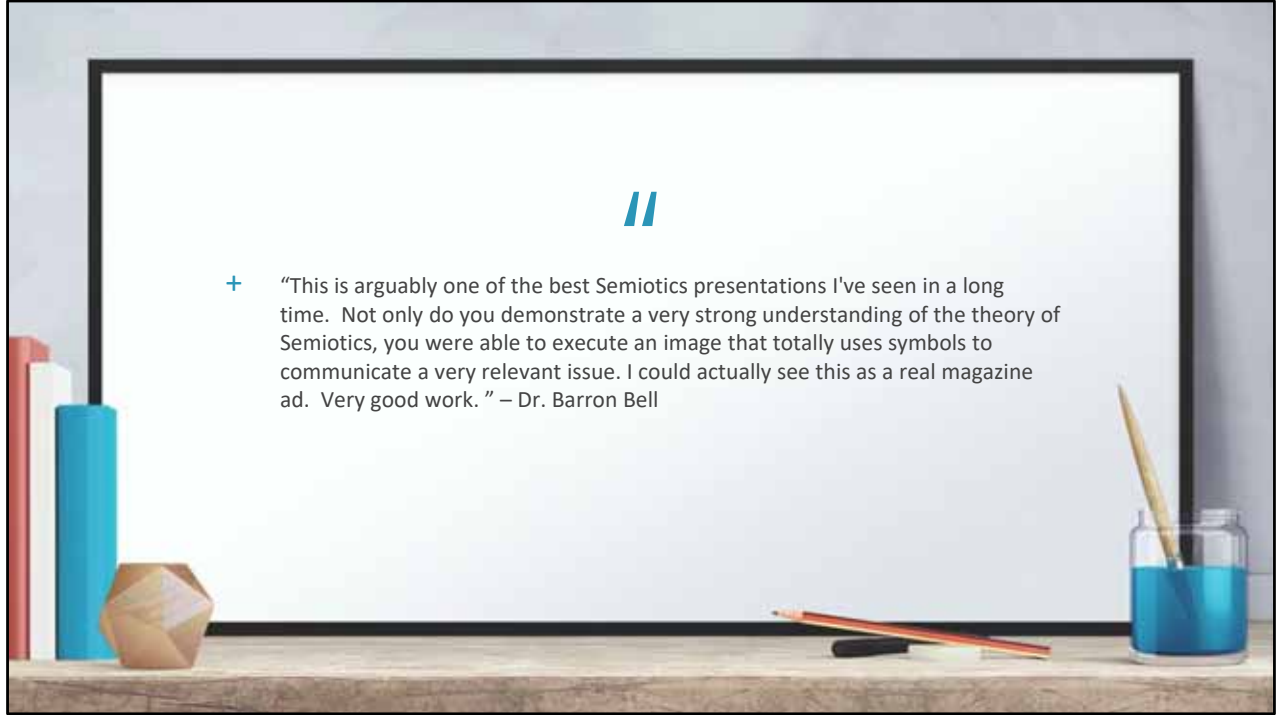 "
+ “This is arguably one of the best Semiotics presentations I've seen in a long
time.  Not only do you demonstrate a very strong understanding of the theory of
Semiotics, you were able to execute an image that totally uses symbols to
communicate a very relevant issue. I could actually see this as a real magazine
ad.  Very good work. ” – Dr. Barron Bell